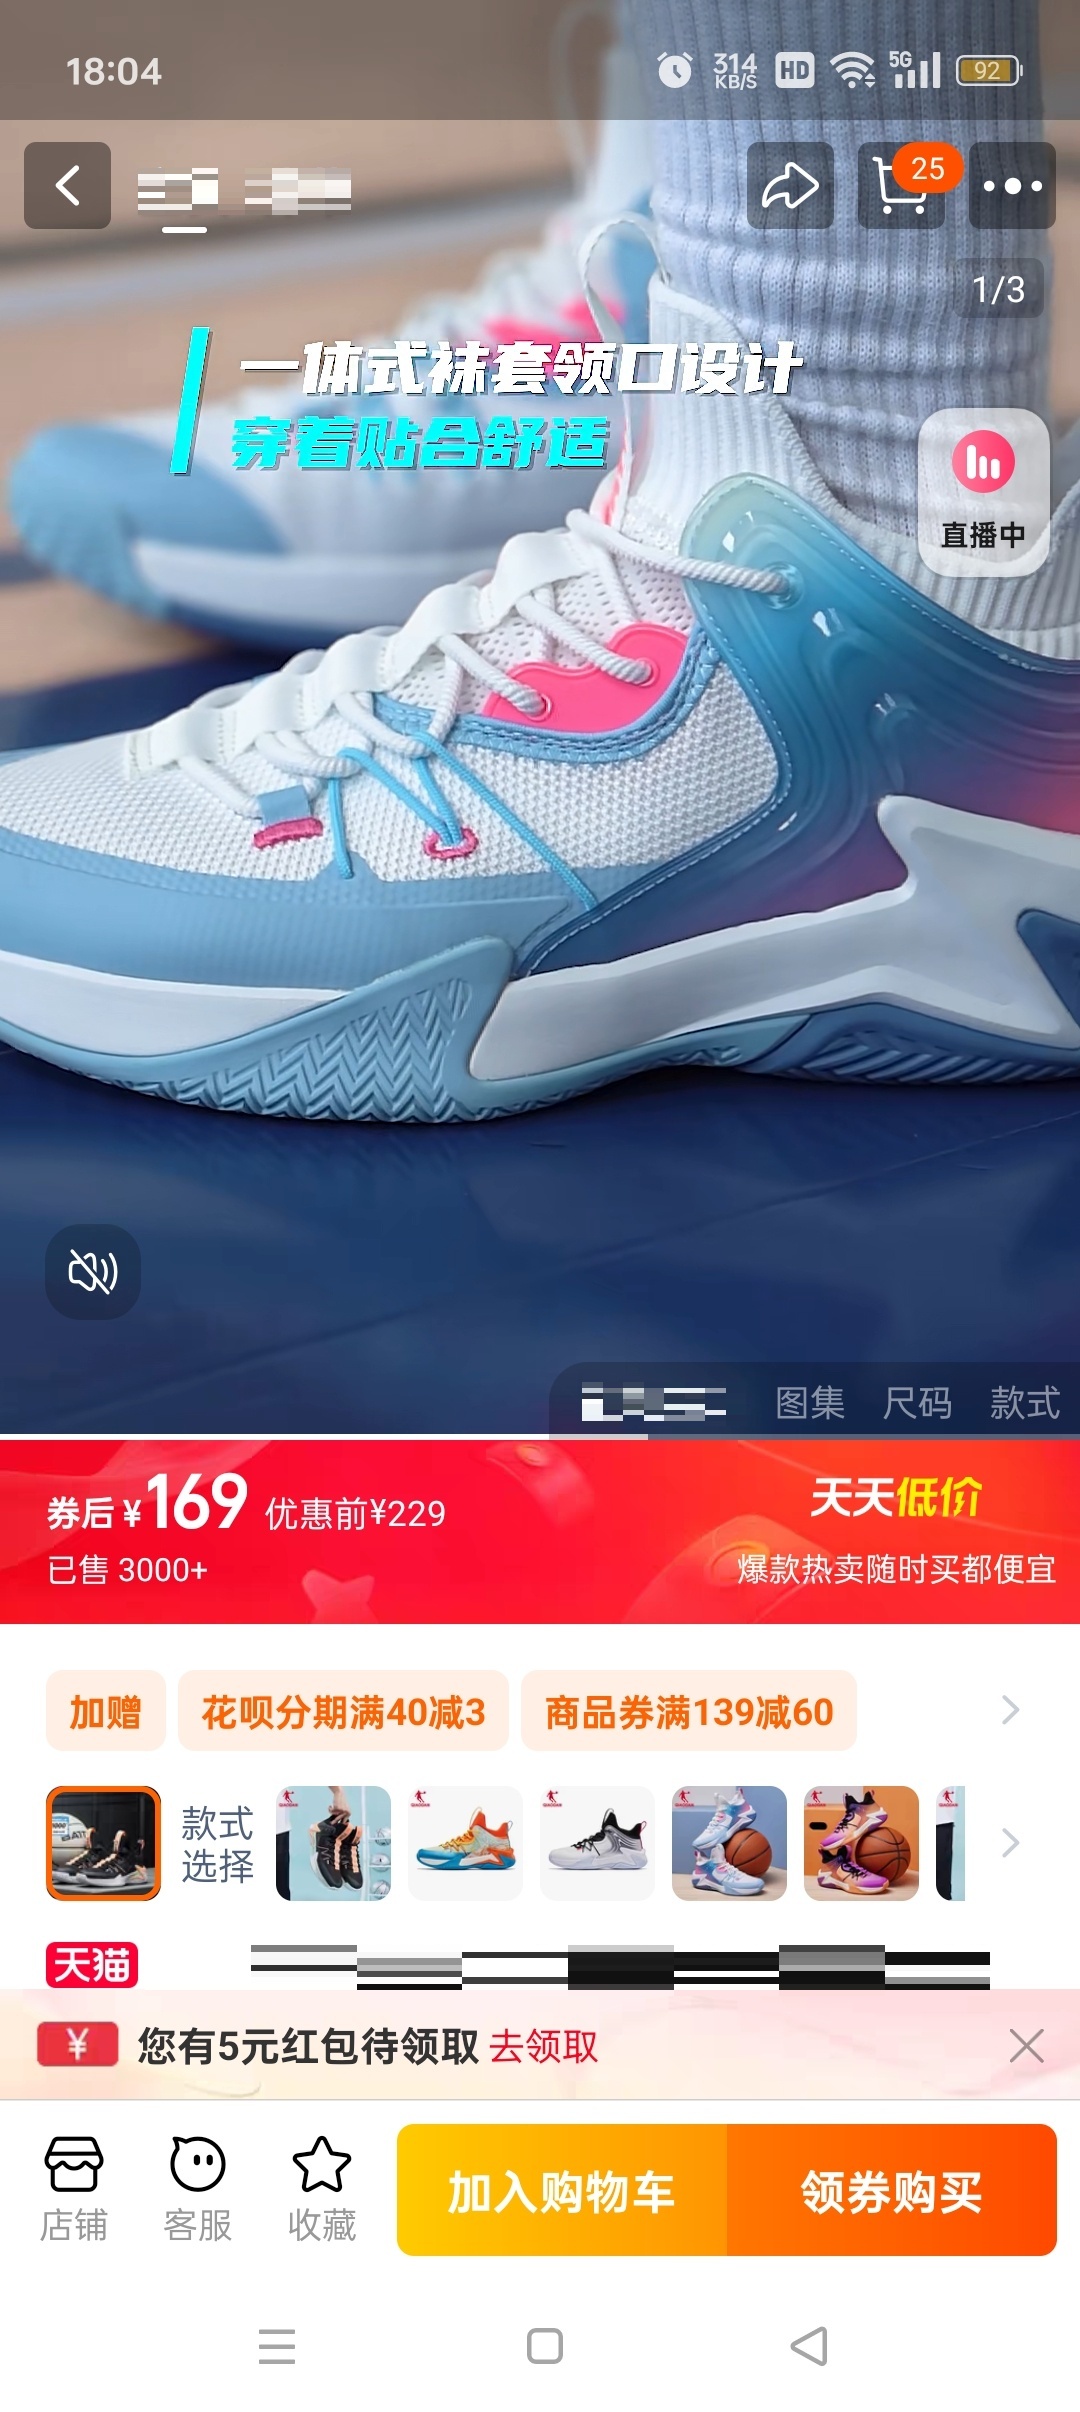 18:04
314
KB/S
HD
5G
92
25
1/3
一体式袜套领口设计
穿着贴合舒适
直播中
图集 尺码 款式
券后¥169 优惠前¥229
天天低价
已售 3000+
爆款热卖随时买都便宜
加赠 花呗分期满40减3 商品券满139减60
款式
选择
天猫
¥ 您有5元红包待领取 去领取
店铺 客服 收藏
加入购物车 领券购买